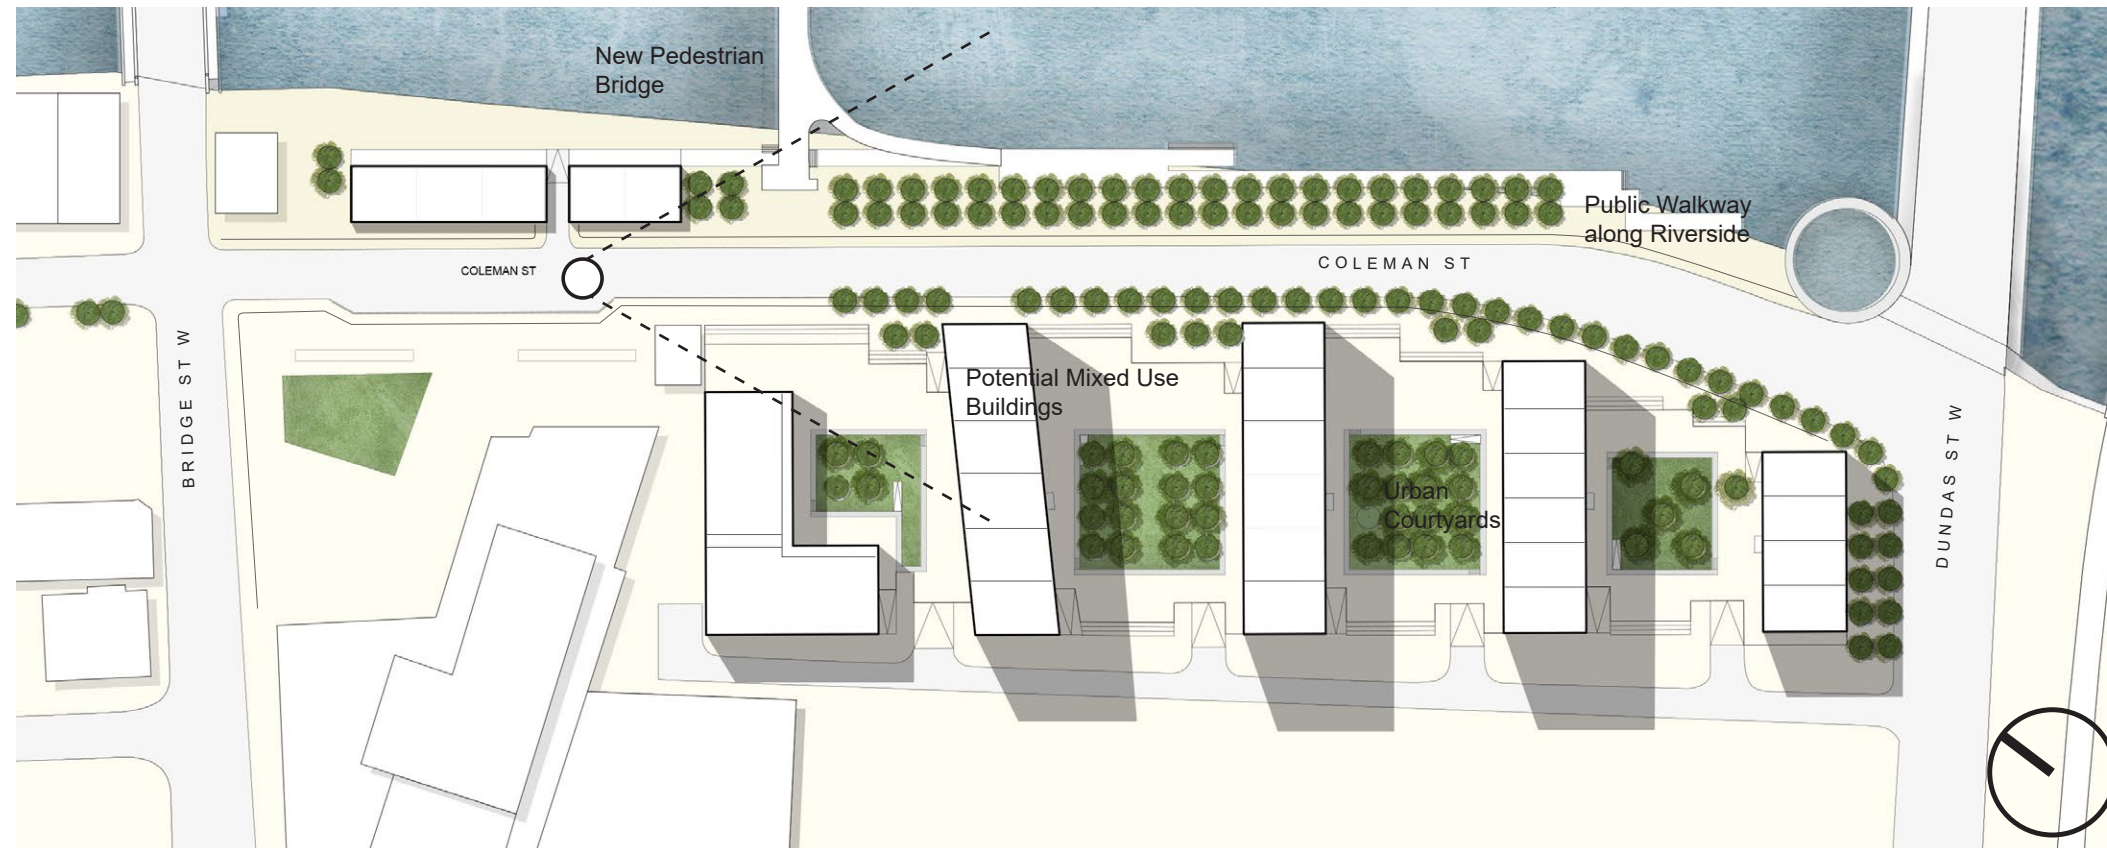 New Pedestrian
Bridge
Public Walkway
along Riverside
COLEMAN ST
COLEMAN ST
BRIDGE ST W
Potential Mixed Use
Buildings
Urban
Courtyards
DUNDAS ST W